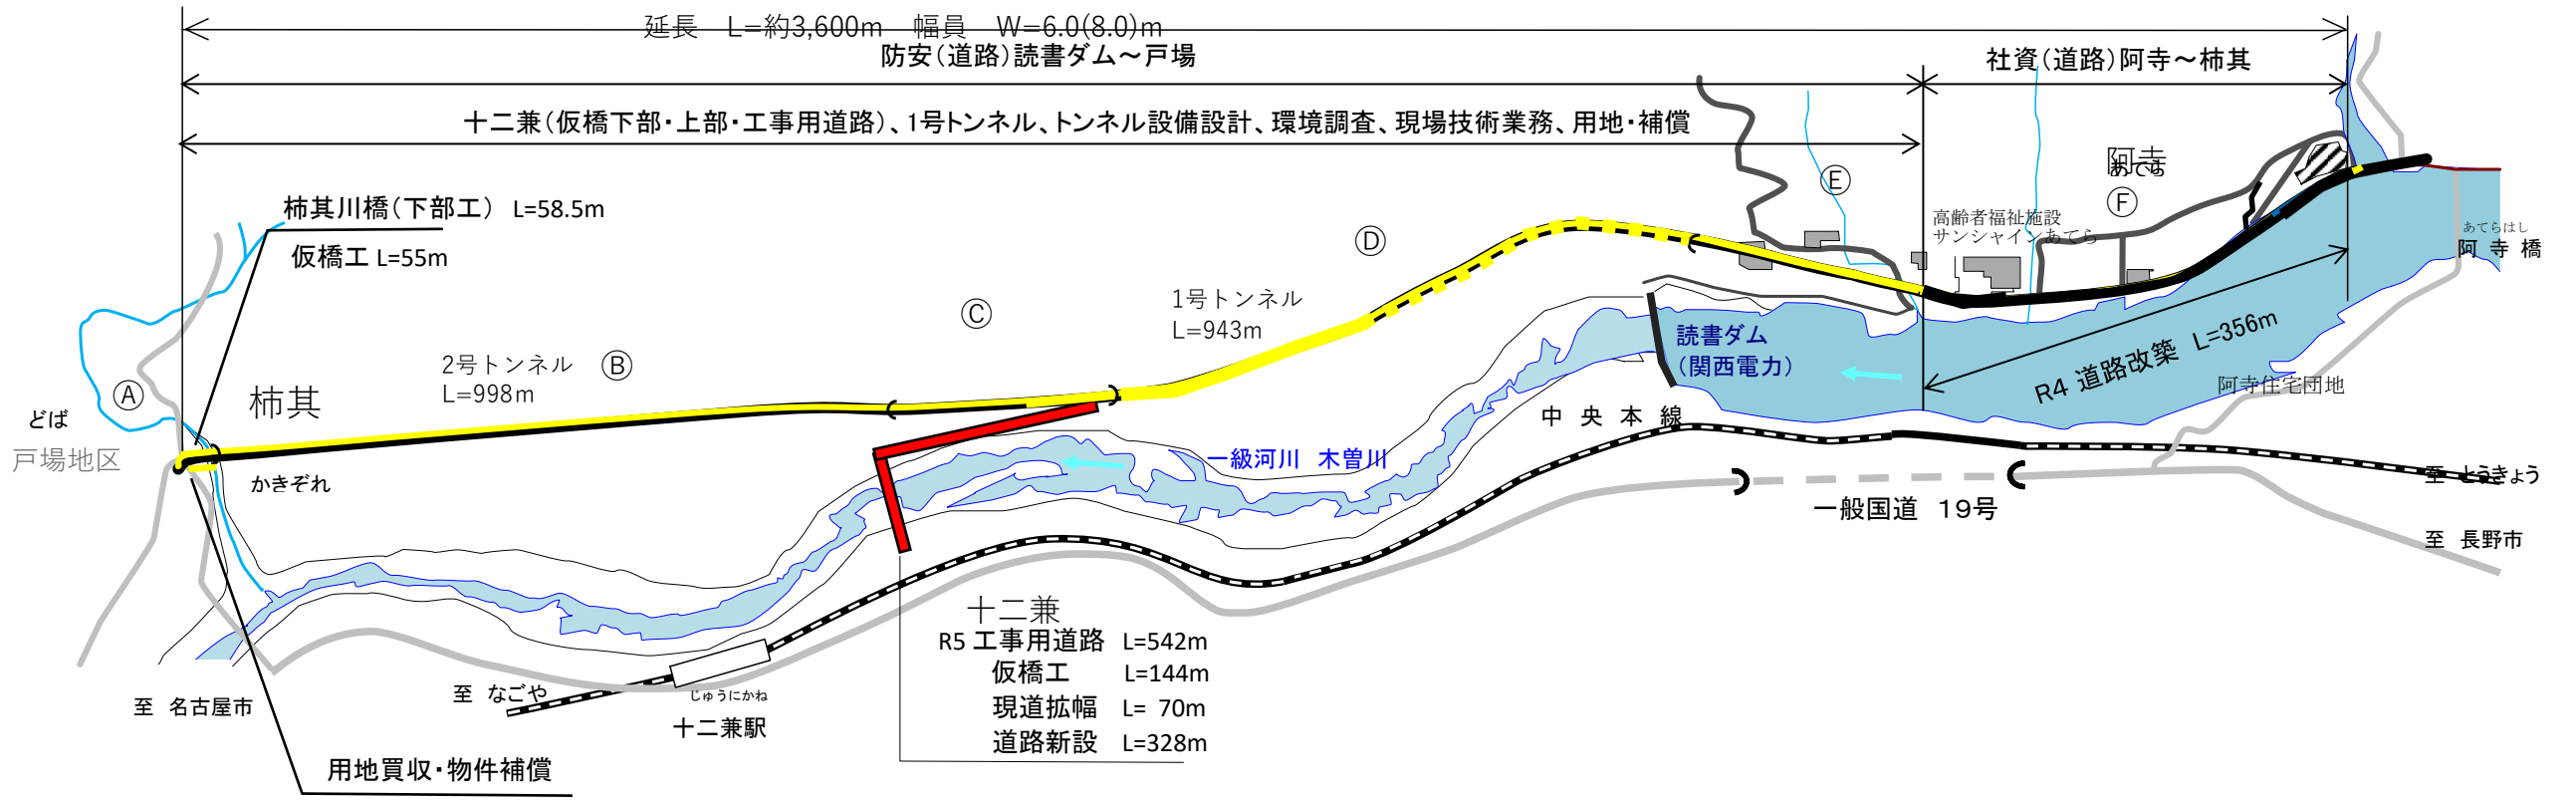 延長　L=約3,600m　幅員　W=6.0(8.0)m
防安(道路)読書ダム～戸場
社資(道路)阿寺～柿其
十二兼(仮橋下部・上部・工事用道路)、1号トンネル、トンネル設備設計、環境調査、現場技術業務、用地・補償
柿其川橋(下部工)　L=58.5m
仮橋工 L=55m
Ⓐ
どば
戸場地区
柿其
かきぞれ
2号トンネル
L=998m
Ⓑ
Ⓒ
1号トンネル
L=943m
Ⓓ
Ⓔ
高齢者福祉施設
サンシャインあてら
阿寺
あてら
Ⓕ
あてらはし
阿 寺 橋
読書ダム
(関西電力)
R4 道路改築　L=356m
阿寺住宅団地
中 央 本 線
一級河川　木曽川
一般国道　19号
至　とうきょう
至　長野市
十二兼
R5 工事用道路　L=542m
仮橋工　L=144m
現道拡幅　L= 70m
道路新設　L=328m
至　なごや
じゅうにかね
十二兼駅
至　名古屋市
用地買収・物件補償